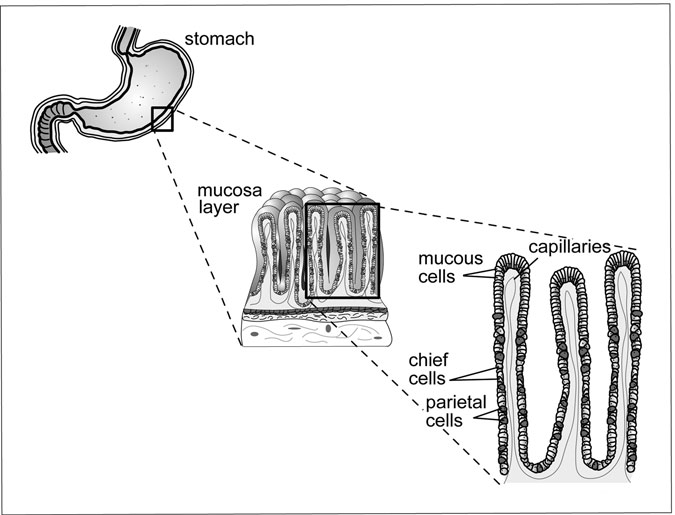 stomach
mucosa
layer
mucous
cells
capillaries
chief
cells
parietal
cells